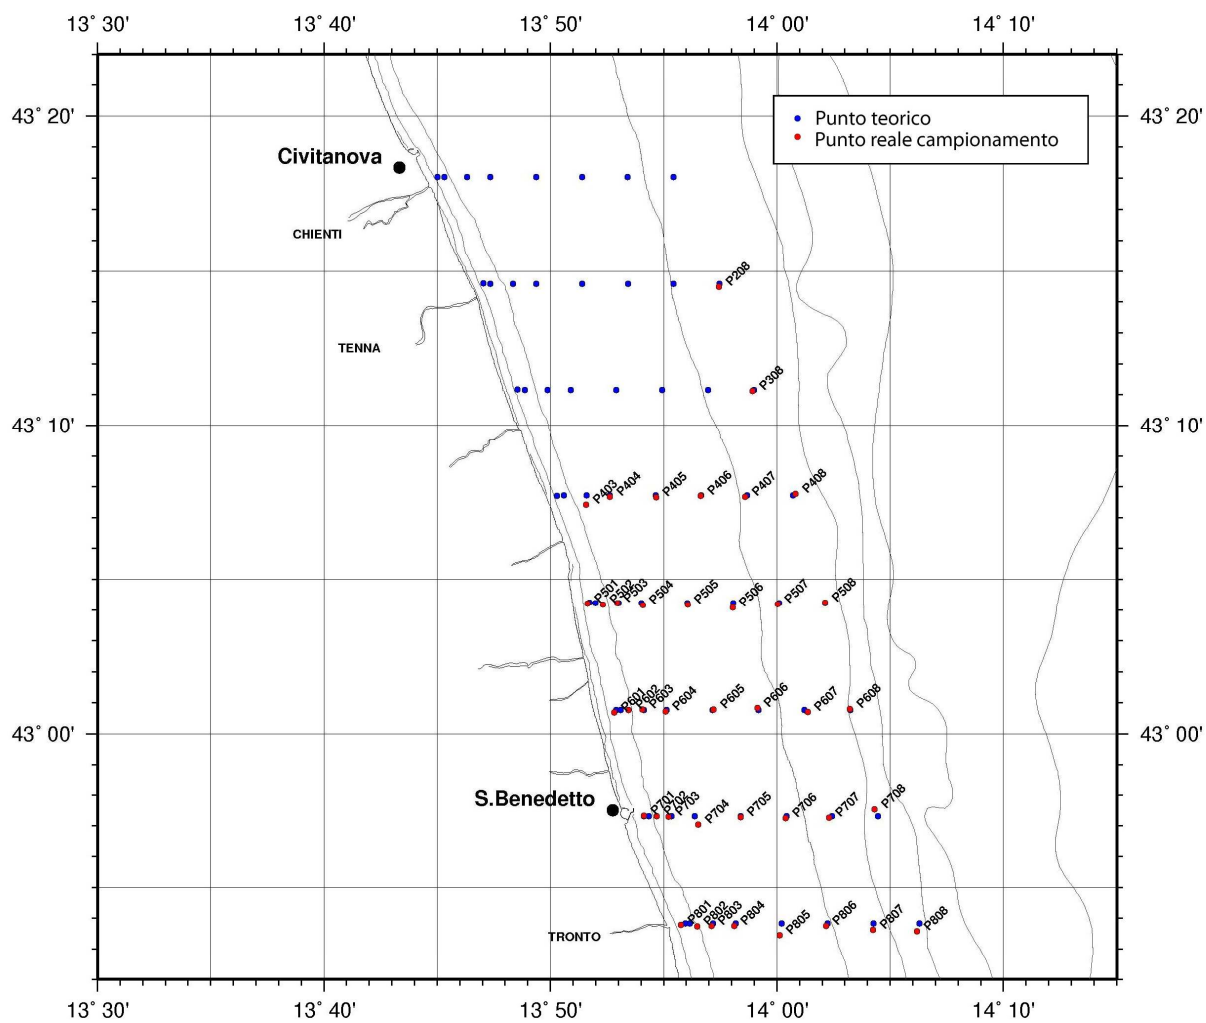 13° 30' 13° 40' 13° 50' 14° 00' 14° 10'
43° 20' 43° 20'
Punto teorico
Punto reale campionamento
Civitanova
CHIENTI
P208
TENNA
P308
43° 10' 43° 10'
P403 P404 P405 P406 P407 P408
P501 P502 P503 P504 P505 P506 P507 P508
P601 P602 P603 P604 P605 P606 P607 P608
43° 00' 43° 00'
S.Benedetto
P701 P702 P703 P704 P705 P706 P707 P708
P801 P802 P803 P804 P805 P806 P807 P808
TRONTO
13° 30' 13° 40' 13° 50' 14° 00' 14° 10'